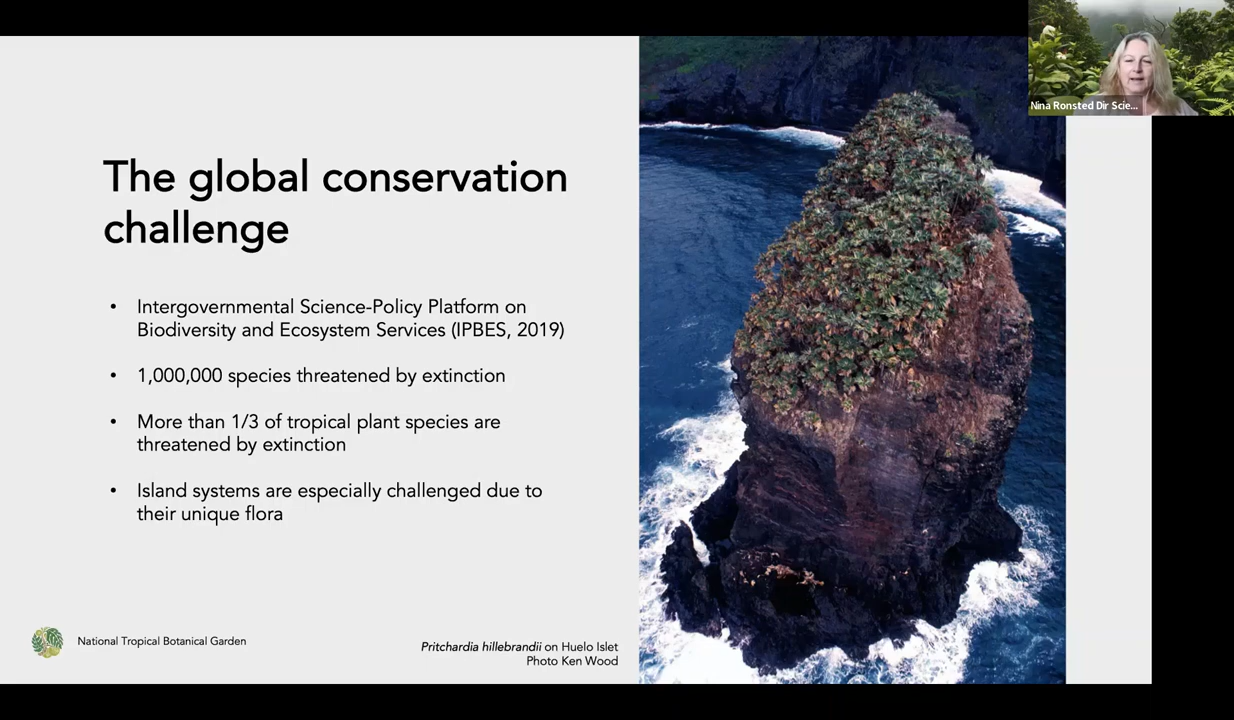 Nina Ronsted Dir Scie...
The global conservation
challenge
• Intergovernmental Science-Policy Platform on
Biodiversity and Ecosystem Services (IPBES, 2019)
• 1,000,000 species threatened by extinction
• More than 1/3 of tropical plant species are
threatened by extinction
• Island systems are especially challenged due to
their unique flora
National Tropical Botanical Garden
Pritchardia hillebrandii on Huelo Islet
Photo Ken Wood